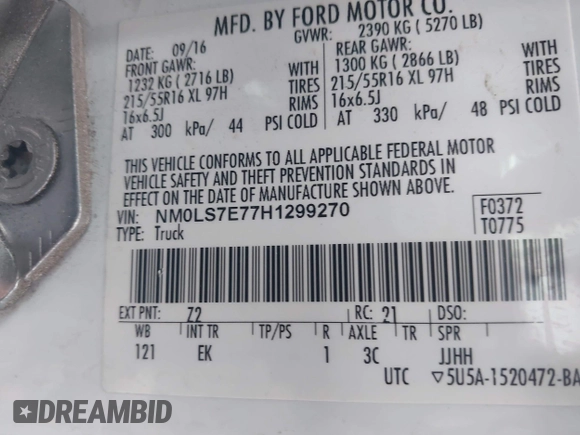 MFD. BY FORD MOTOR CO.
DATE: 09/16 GVWR: 2390 KG ( 5270 LB)
FRONT GAWR: REAR GAWR:
1232 KG ( 2716 LB) WITH 1300 KG ( 2866 LB) WITH
215/55R16 XL 97H TIRES 215/55R16 XL 97H TIRES
16x6.5J RIMS 16x6.5J RIMS
AT 300 kPa/ 44 PSI COLD AT 330 kPa/ 48 PSI COLD
THIS VEHICLE CONFORMS TO ALL APPLICABLE FEDERAL MOTOR
VEHICLE SAFETY AND THEFT PREVENTION STANDARDS IN
EFFECT ON THE DATE OF MANUFACTURE SHOWN ABOVE.
VIN: NM0LS7E77H1299270 F0372
TYPE: Truck T0775
EXT PNT: Z2 RC: 21 DSO:
WB INT TR TP/PS R AXLE TR SPR
121 EK 1 3C JJHH
UTC ▽5U5A-1520472-BA
DREAMBID